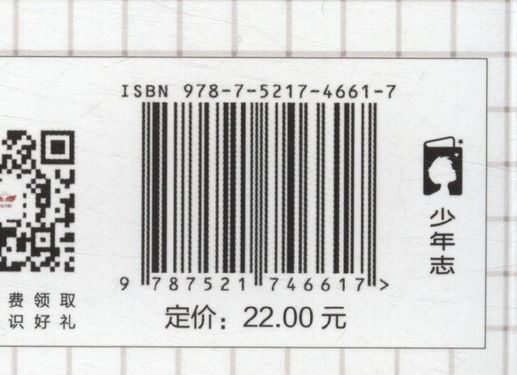 ISBN 978-7-5217-4661-7
9 787521 746617 >
定价：22.00 元
少年志
费 领 取
识 好 礼